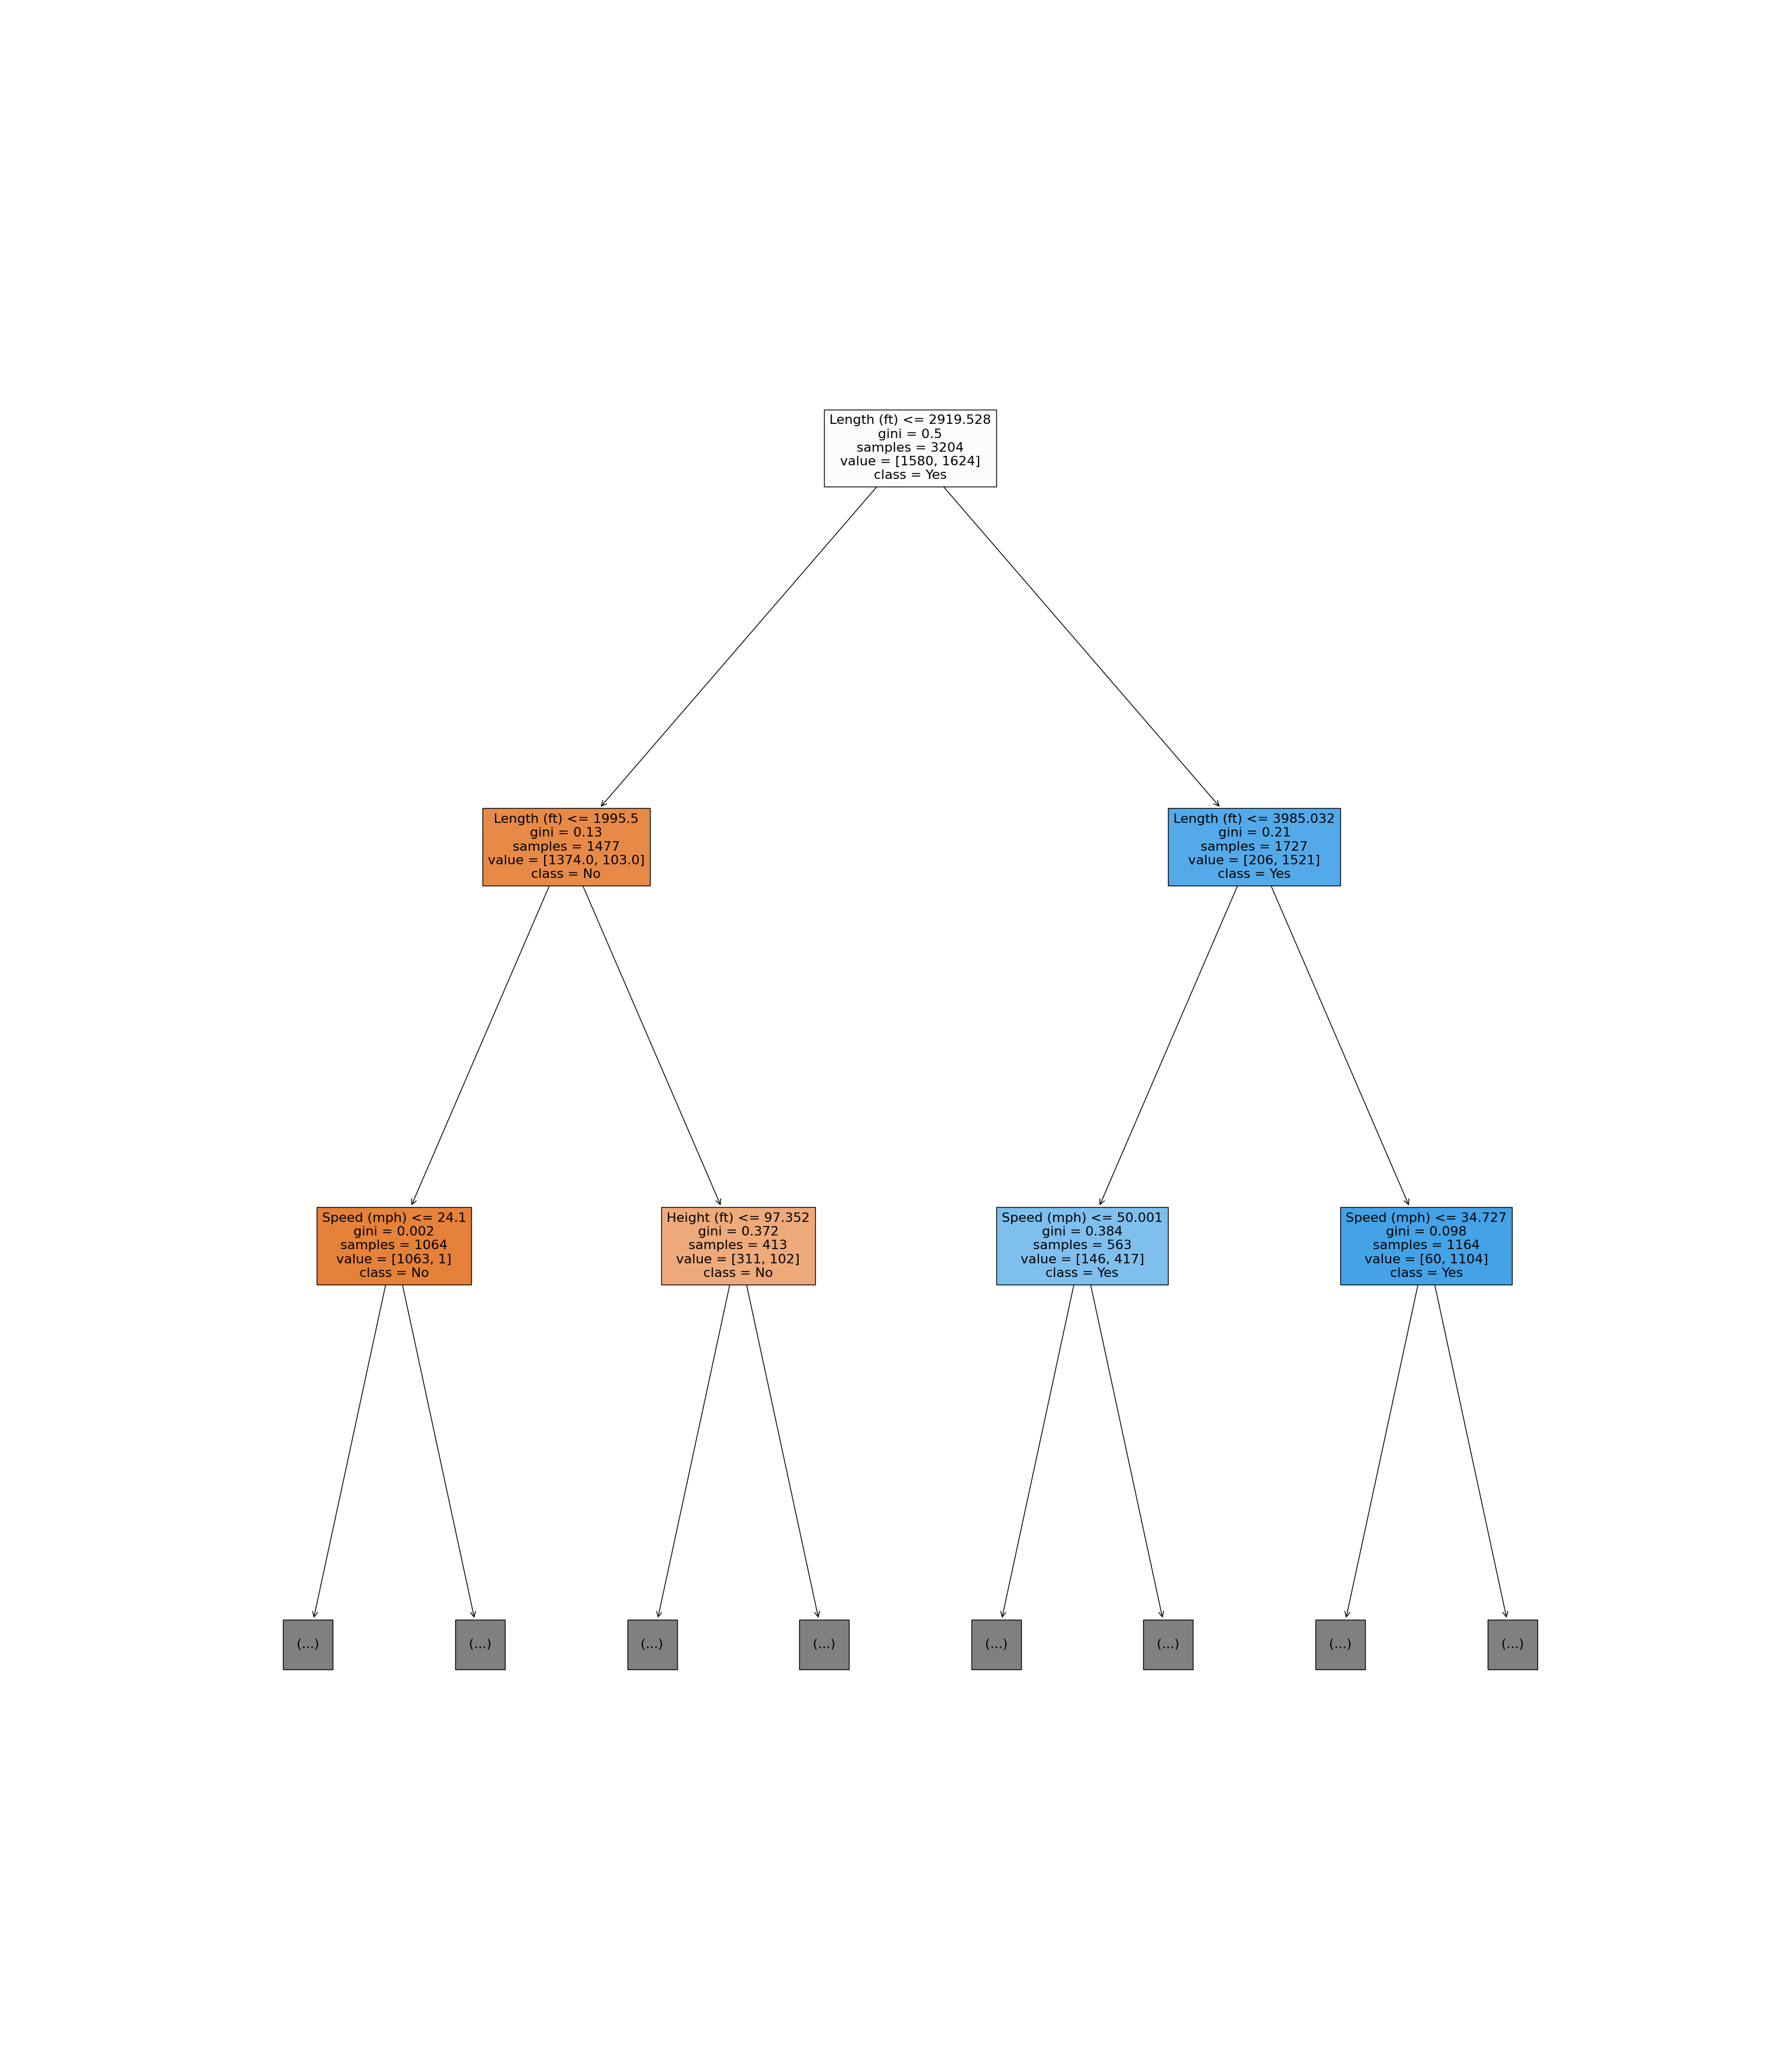 Length (ft) <= 2919.528
gini = 0.5
samples = 3204
value = [1580, 1624]
class = Yes
Length (ft) <= 1995.5
gini = 0.13
samples = 1477
value = [1374.0, 103.0]
class = No
Length (ft) <= 3985.032
gini = 0.21
samples = 1727
value = [206, 1521]
class = Yes
Speed (mph) <= 24.1
gini = 0.002
samples = 1064
value = [1063, 1]
class = No
Height (ft) <= 97.352
gini = 0.372
samples = 413
value = [311, 102]
class = No
Speed (mph) <= 50.001
gini = 0.384
samples = 563
value = [146, 417]
class = Yes
Speed (mph) <= 34.727
gini = 0.098
samples = 1164
value = [60, 1104]
class = Yes
(...)
(...)
(...)
(...)
(...)
(...)
(...)
(...)